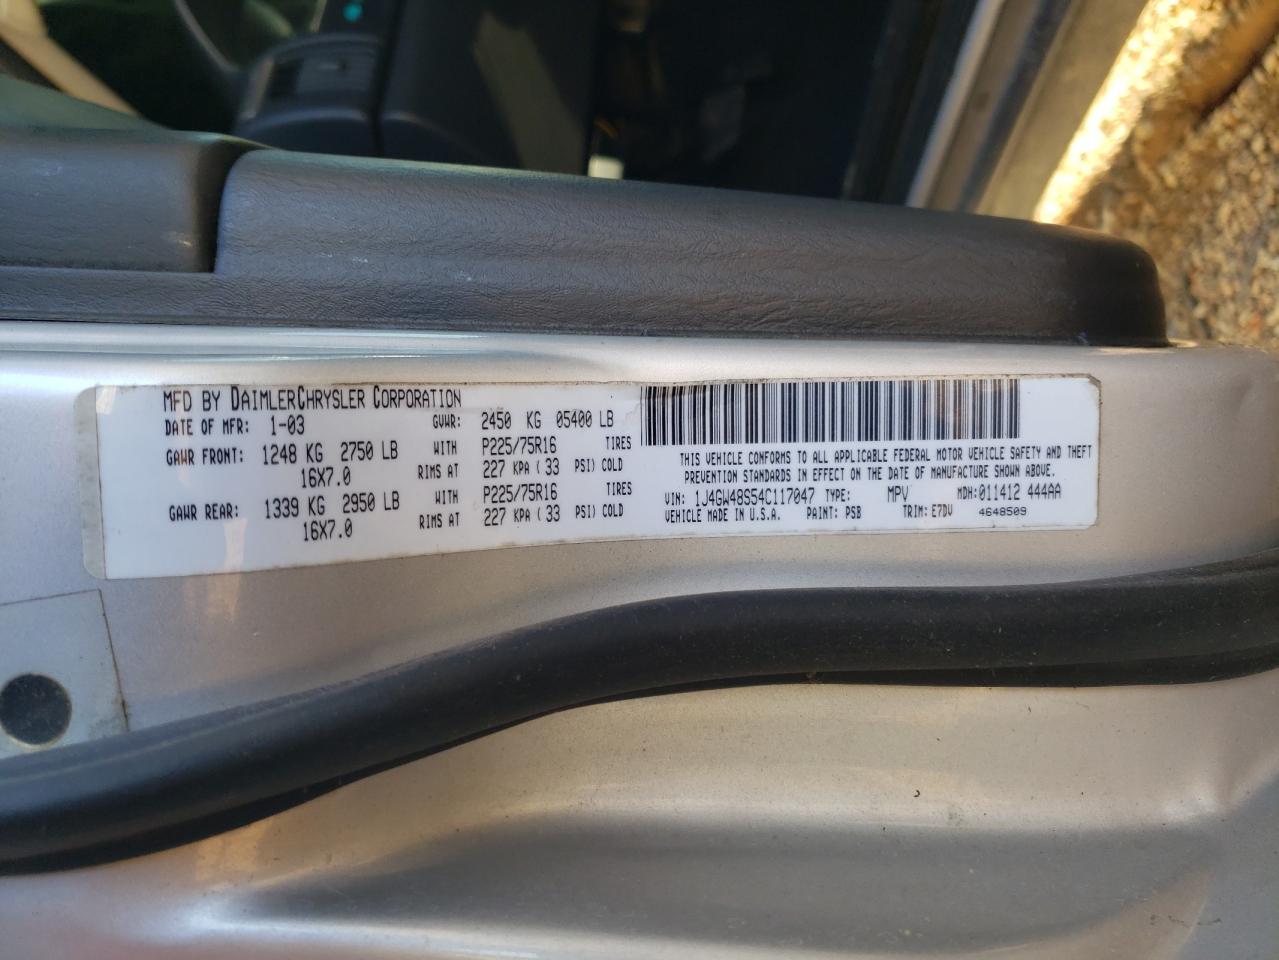 MFD BY DAIMLERCHRYSLER CORPORATION
DATE OF MFR: 1-03 GVWR: 2450 KG 05400 LB
GAWR FRONT: 1248 KG 2750 LB WITH P225/75R16 TIRES
16X7.0 RIMS AT 227 KPA ( 33 PSI) COLD
GAWR REAR: 1339 KG 2950 LB WITH P225/75R16 TIRES
16X7.0 RIMS AT 227 KPA ( 33 PSI) COLD
THIS VEHICLE CONFORMS TO ALL APPLICABLE FEDERAL MOTOR VEHICLE SAFETY AND THEFT
PREVENTION STANDARDS IN EFFECT ON THE DATE OF MANUFACTURE SHOWN ABOVE.
VIN: 1J4GW48S54C117047 TYPE: MPV MDH: 011412 444AA
VEHICLE MADE IN U.S.A. PAINT: PSB TRIM: E7DV 4648509